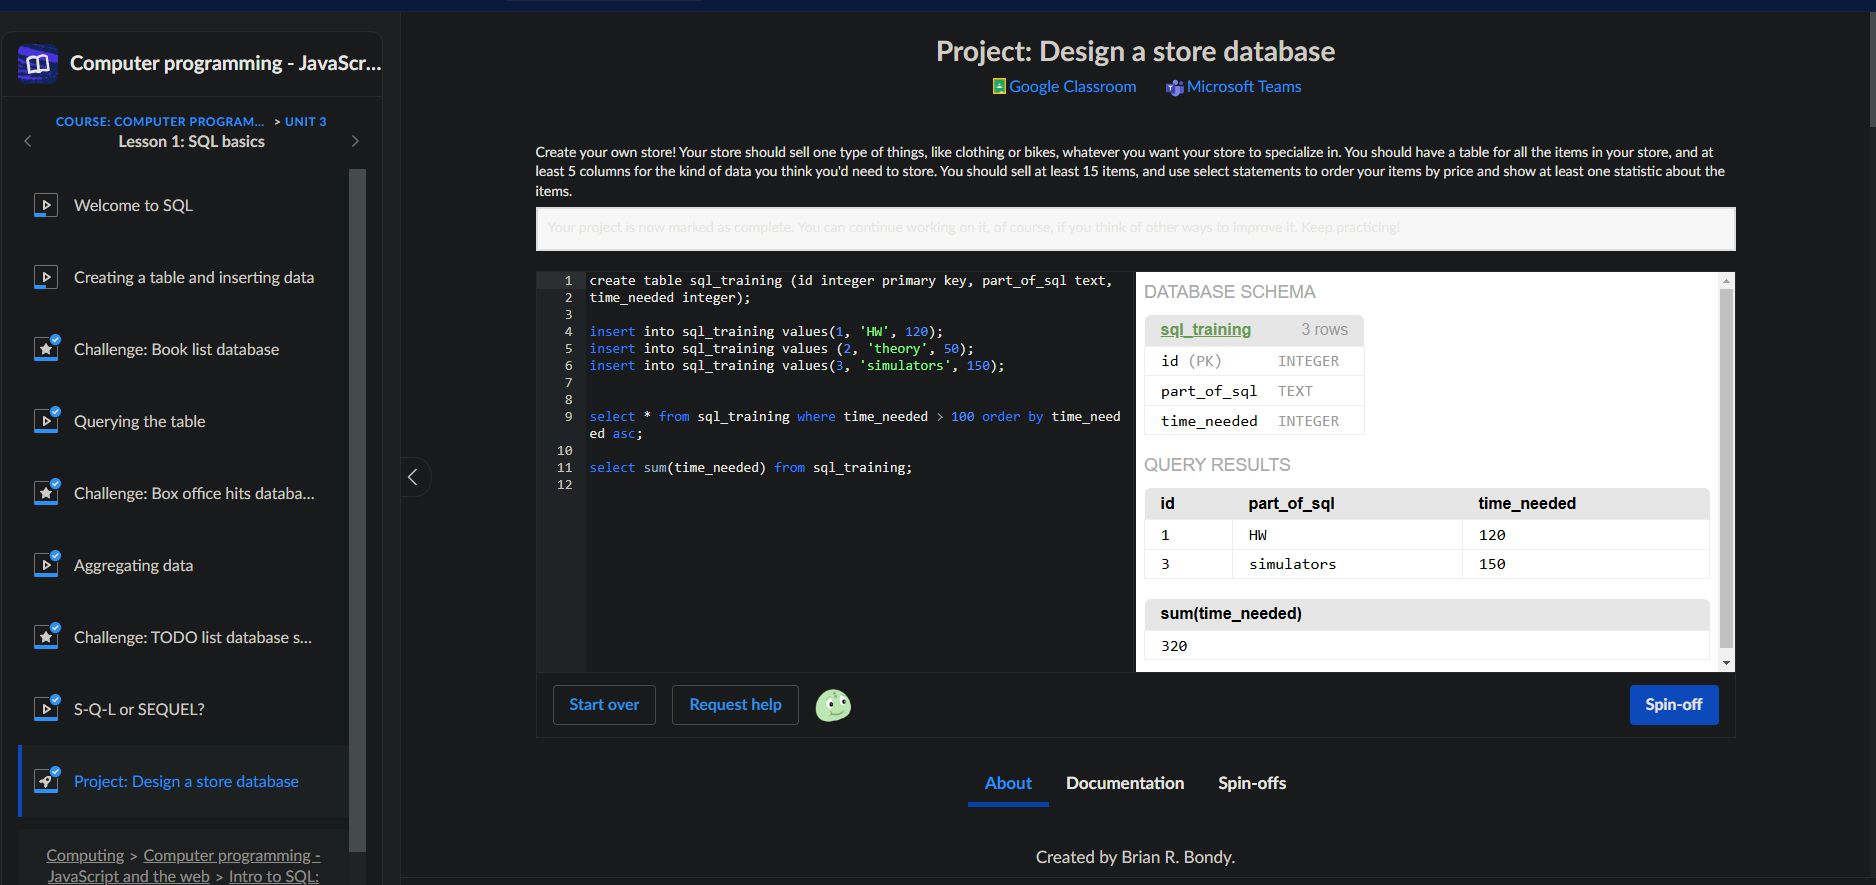 Computer programming - JavaScr...
COURSE: COMPUTER PROGRAM... > UNIT 3
Lesson 1: SQL basics
Welcome to SQL
Creating a table and inserting data
Challenge: Book list database
Querying the table
Challenge: Box office hits databa...
Aggregating data
Challenge: TODO list database s...
S-Q-L or SEQUEL?
Project: Design a store database
Computing > Computer programming -
JavaScript and the web > Intro to SQL:
Project: Design a store database
Google Classroom Microsoft Teams
Create your own store! Your store should sell one type of things, like clothing or bikes, whatever you want your store to specialize in. You should have a table for all the items in your store, and at
least 5 columns for the kind of data you think you'd need to store. You should sell at least 15 items, and use select statements to order your items by price and show at least one statistic about the
items.
Your project is now marked as complete. You can continue working on it, of course, if you think of other ways to improve it. Keep practicing!
1 create table sql_training (id integer primary key, part_of_sql text,
2 time_needed integer);
3
4 insert into sql_training values(1, 'HW', 120);
5 insert into sql_training values (2, 'theory', 50);
6 insert into sql_training values(3, 'simulators', 150);
7
8
9 select * from sql_training where time_needed > 100 order by time_need
ed asc;
10
11 select sum(time_needed) from sql_training;
12
DATABASE SCHEMA
sql_training 3 rows
id (PK) INTEGER
part_of_sql TEXT
time_needed INTEGER
QUERY RESULTS
id part_of_sql time_needed
1 HW 120
3 simulators 150
sum(time_needed)
320
Start over Request help Spin-off
About Documentation Spin-offs
Created by Brian R. Bondy.